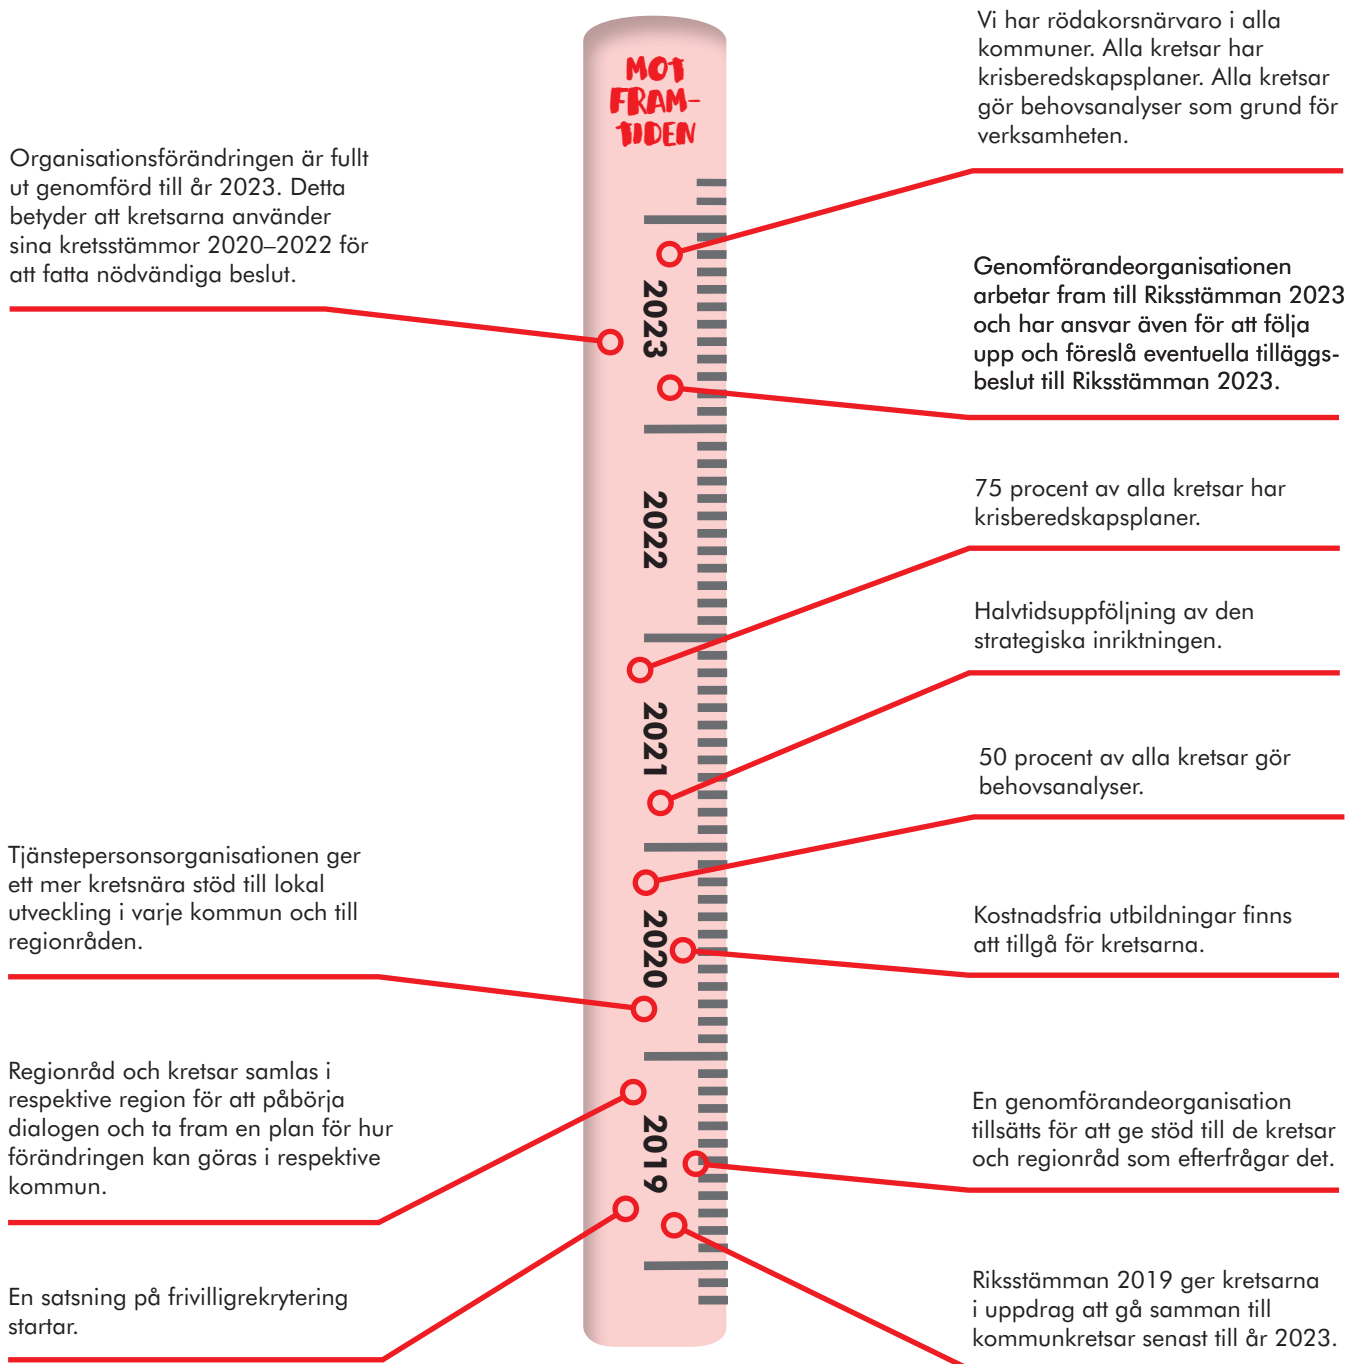 MOT
FRAM-
TIDEN
Vi har rödakorsnärvaro i alla
kommuner. Alla kretsar har
krisberedskapsplaner. Alla kretsar
gör behovsanalyser som grund för
verksamheten.
Organisationsförändringen är fullt
ut genomförd till år 2023. Detta
betyder att kretsarna använder
sina kretsstämmor 2020–2022 för
att fatta nödvändiga beslut.
Genomförandeorganisationen
arbetar fram till Riksstämman 2023
och har ansvar även för att följa
upp och föreslå eventuella tilläggs-
beslut till Riksstämman 2023.
2023
75 procent av alla kretsar har
krisberedskapsplaner.
2022
Halvtidsuppföljning av den
strategiska inriktningen.
2021
50 procent av alla kretsar gör
behovsanalyser.
Tjänstepersonsorganisationen ger
ett mer kretsnära stöd till lokal
utveckling i varje kommun och till
regionråden.
2020
Kostnadsfria utbildningar finns
att tillgå för kretsarna.
Regionråd och kretsar samlas i
respektive region för att påbörja
dialogen och ta fram en plan för hur
förändringen kan göras i respektive
kommun.
2019
En genomförandeorganisation
tillsätts för att ge stöd till de kretsar
och regionråd som efterfrågar det.
En satsning på frivilligrekrytering
startar.
Riksstämman 2019 ger kretsarna
i uppdrag att gå samman till
kommunkretsar senast till år 2023.